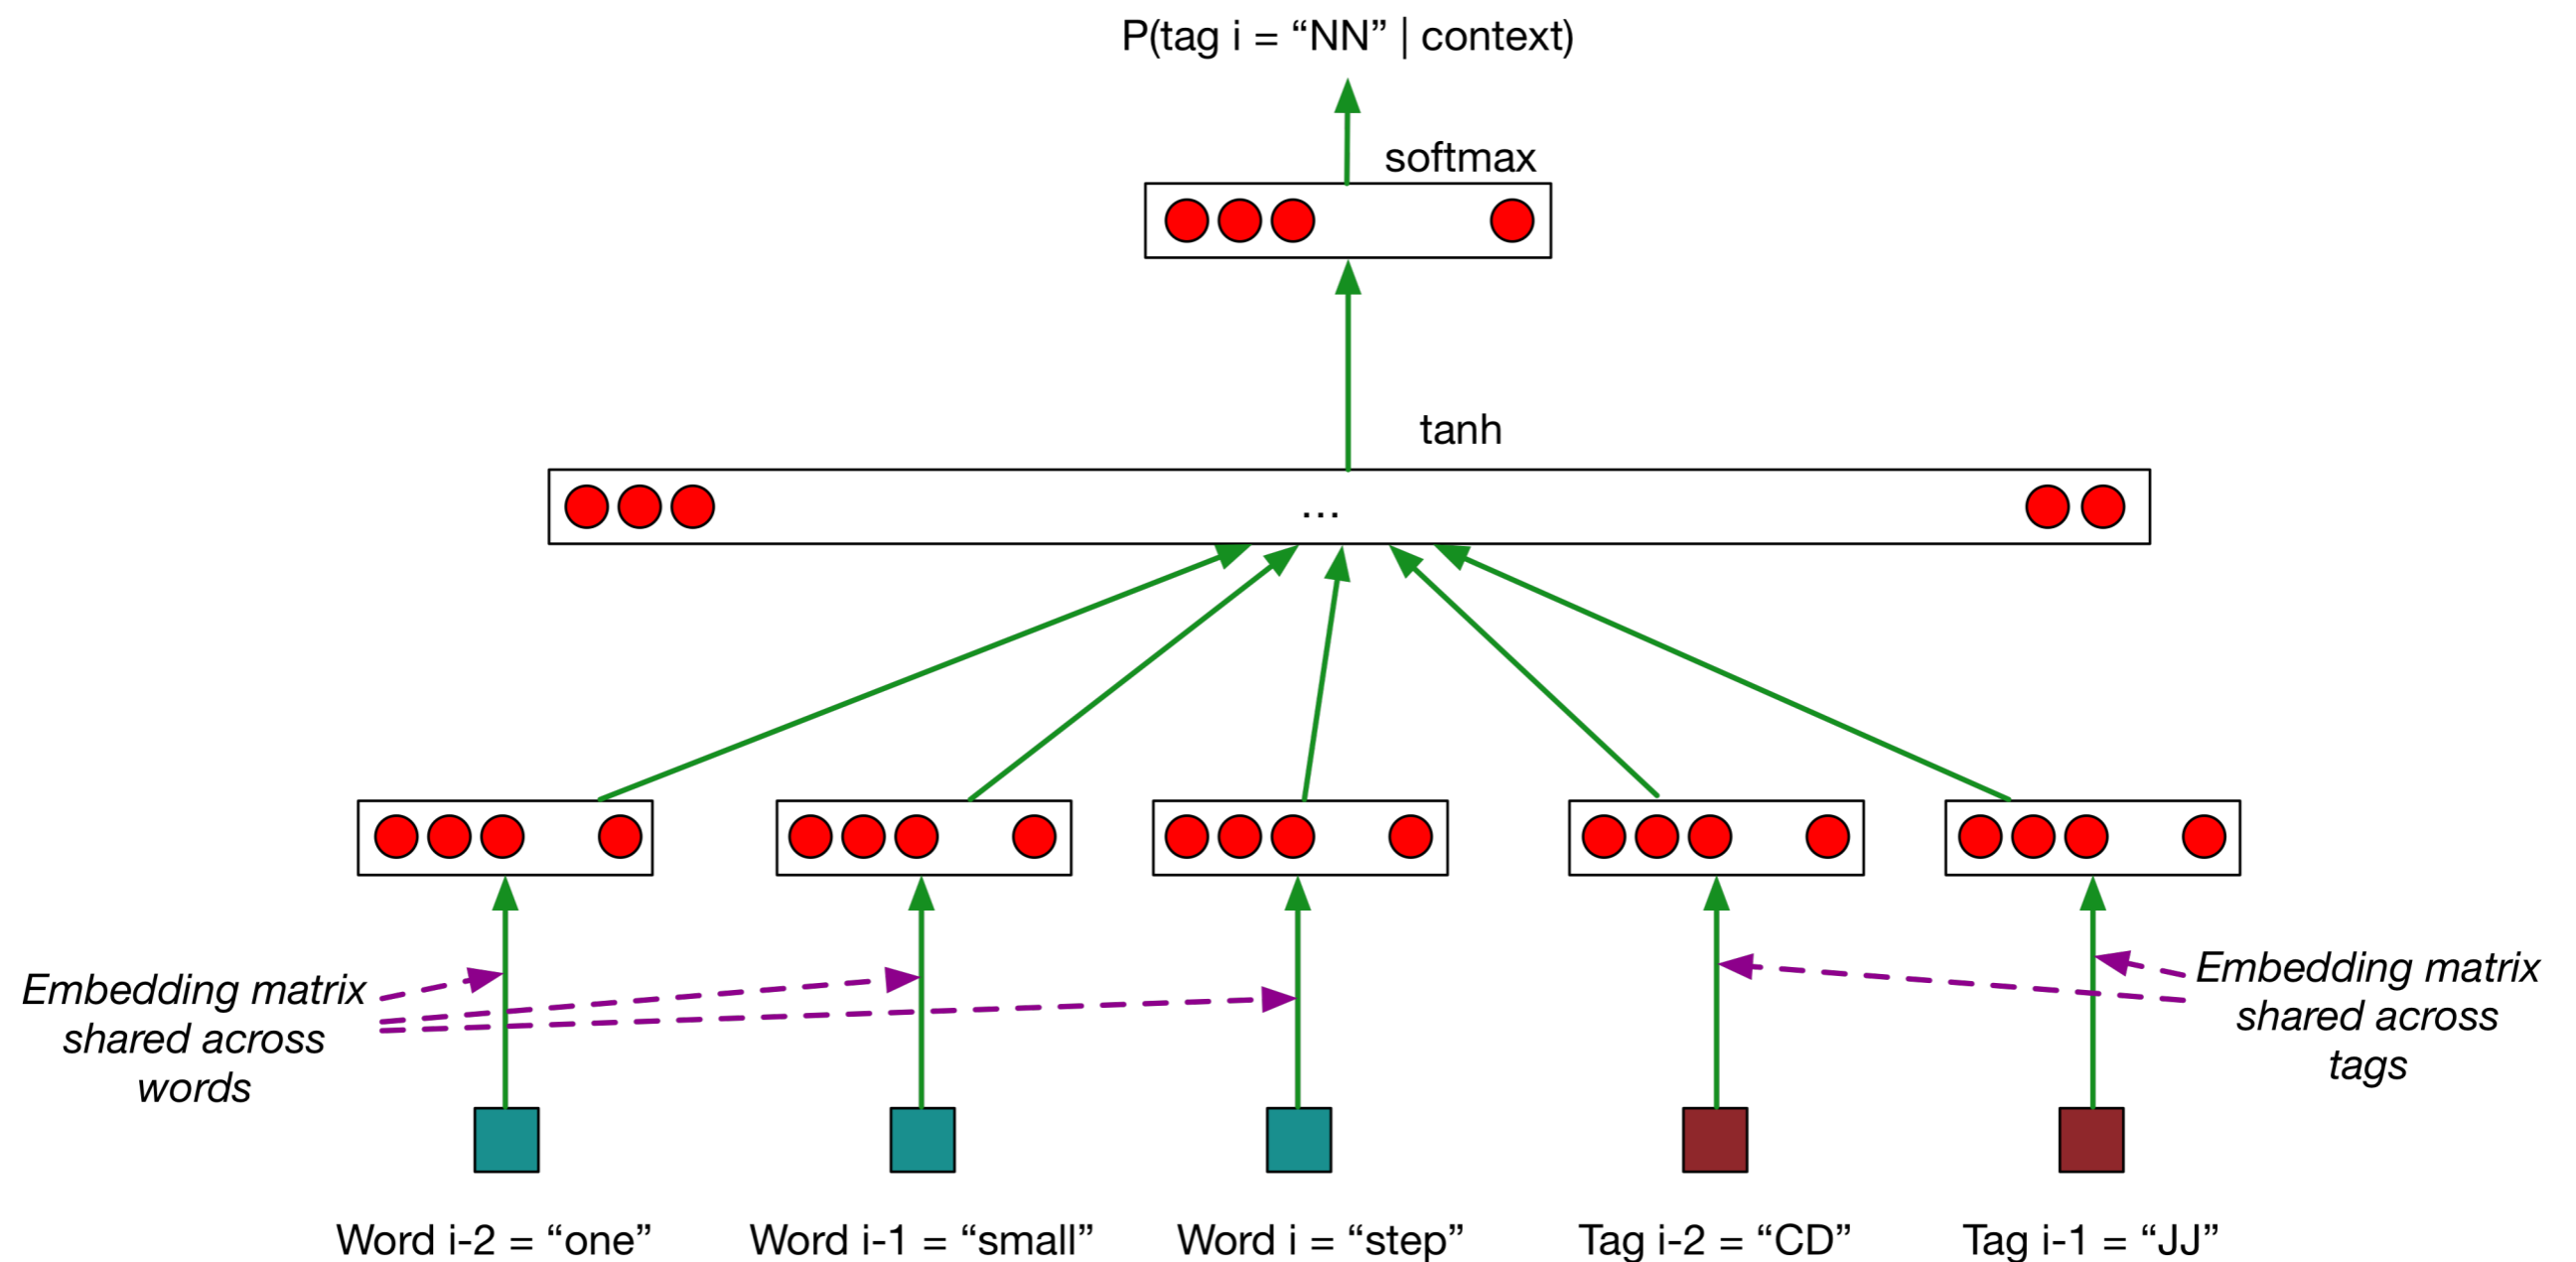 P(tag i = “NN” | context)
softmax
tanh
...
Embedding matrix
shared across
words
Embedding matrix
shared across
tags
Word i-2 = “one”
Word i-1 = “small”
Word i = “step”
Tag i-2 = “CD”
Tag i-1 = “JJ”